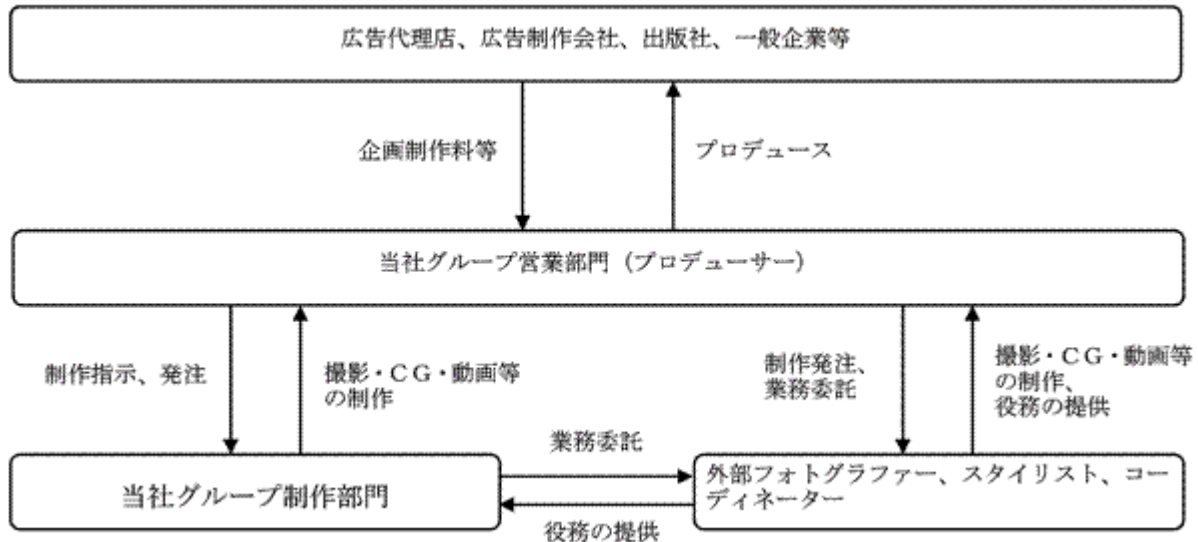 広告代理店、広告制作会社、出版社、一般企業等
企画制作料等
プロデュース
当社グループ営業部門（プロデューサー）
制作指示、発注
撮影・ＣＧ・動画等
の制作
制作発注、
業務委託
撮影・ＣＧ・動画等
の制作、
役務の提供
業務委託
当社グループ制作部門
外部フォトグラファー、スタイリスト、コー
ディネーター
役務の提供